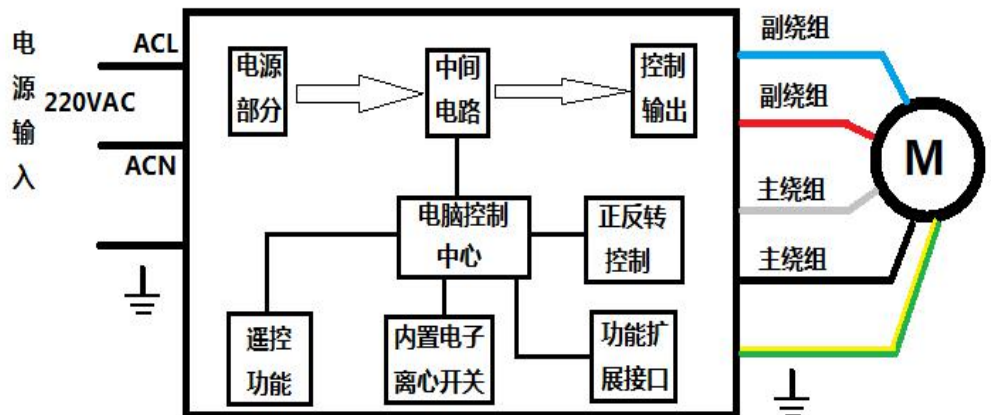 电源输入
ACL
220VAC
ACN
电源
部分
中间
电路
控制
输出
电脑控制
中心
正反转
控制
遥控
功能
内置电子
离心开关
功能扩
展接口
副绕组
副绕组
主绕组
主绕组
M